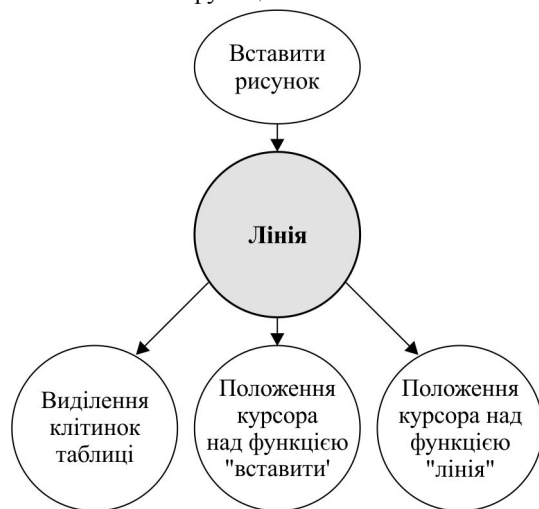 Вставити
рисунок
Лінія
Виділення
клітинок
таблиці
Положення
курсора
над функцією
"вставити'
Положення
курсора над
функцією
"лінія"